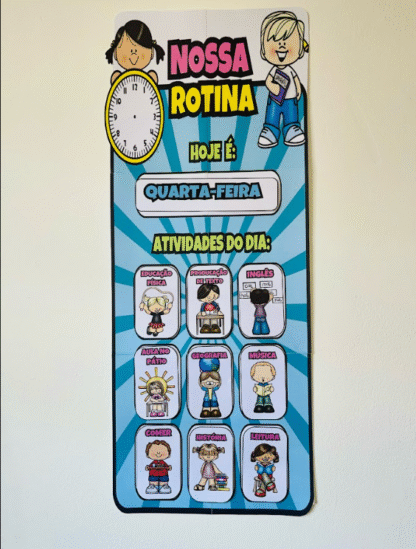 NOSSA
ROTINA
HOJE É:
QUARTA-FEIRA
ATIVIDADES DO DIA:
EDUCAÇÃO
FÍSICA
PRODUÇÃO
DE TEXTO
INGLÊS
AULA NO
PÁTIO
GEOGRAFIA
MÚSICA
COMER
HISTÓRIA
LEITURA